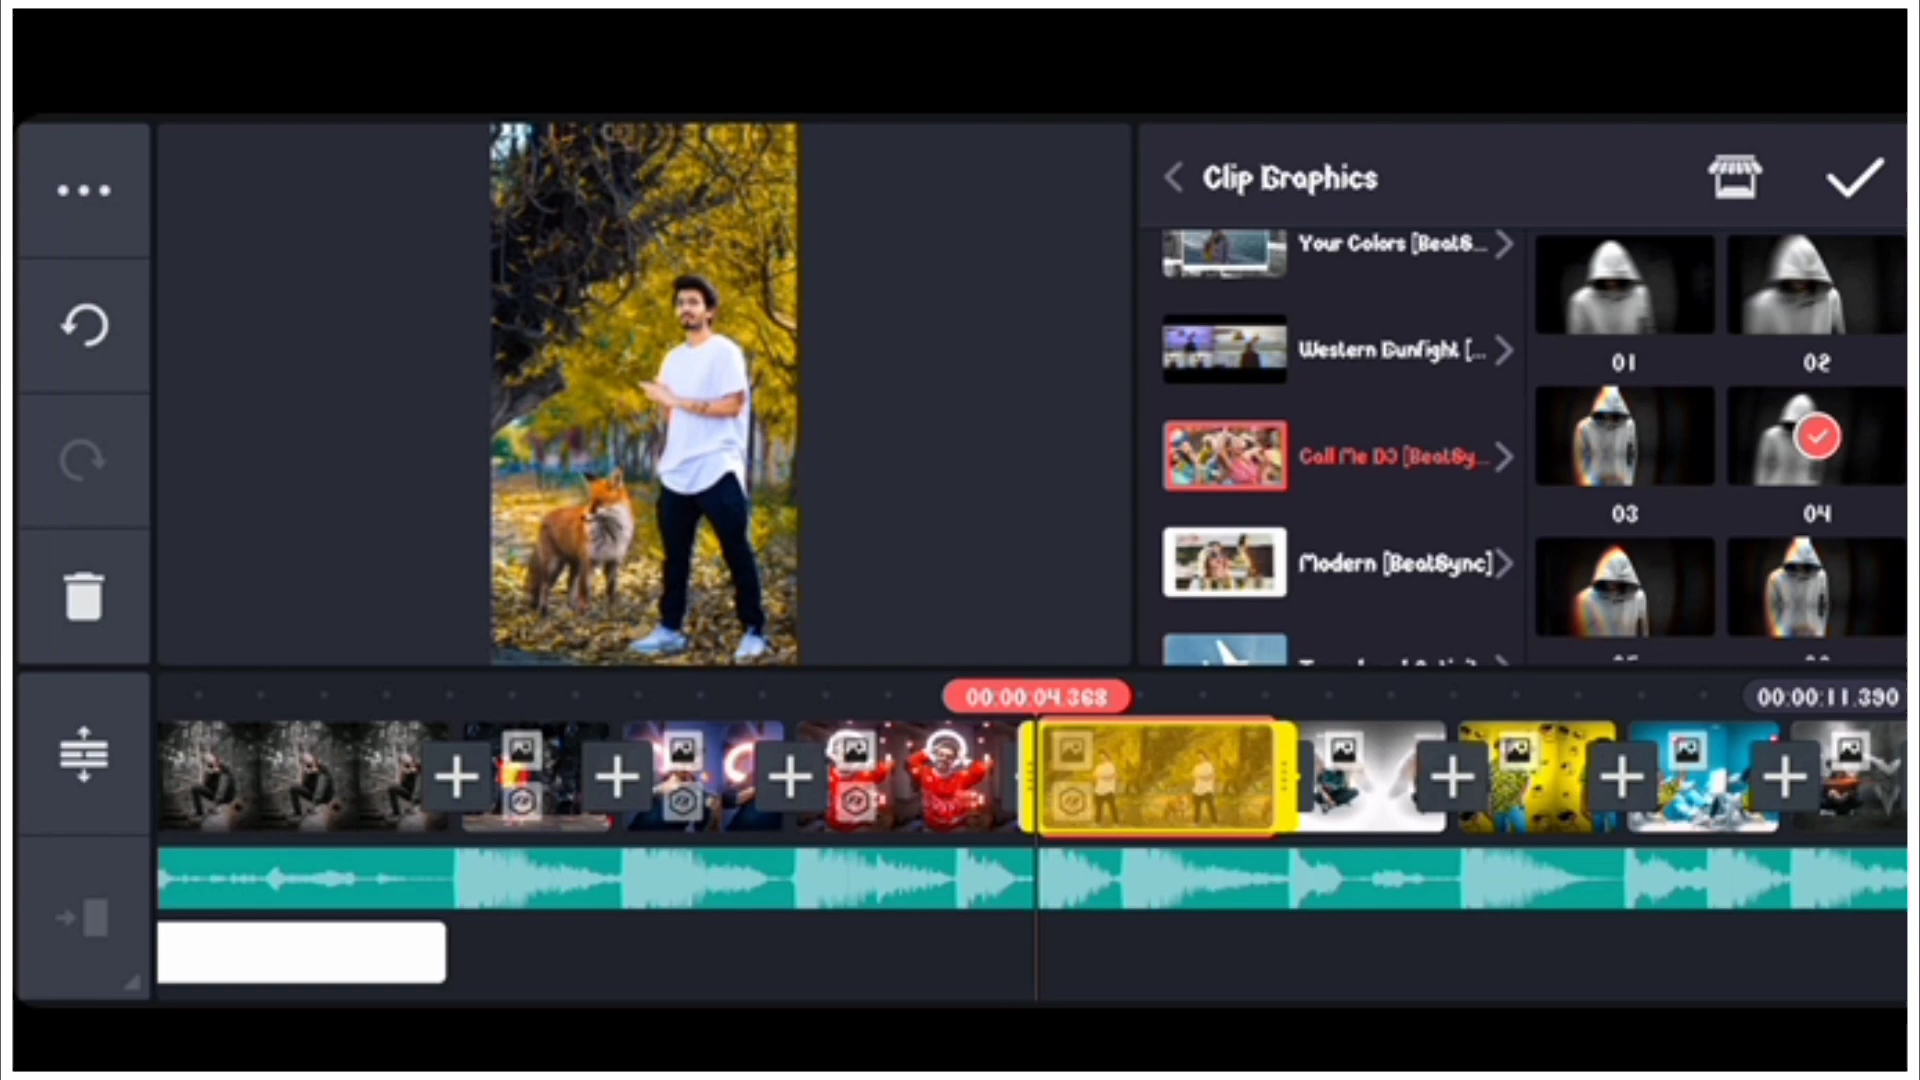 Clip Graphics
Your Colors [BeatS...
Western Gunfight [...
Call Me DJ [BeatSy...
Modern [BeatSync]
01
02
03
04
00:00:04.368
00:00:11.390